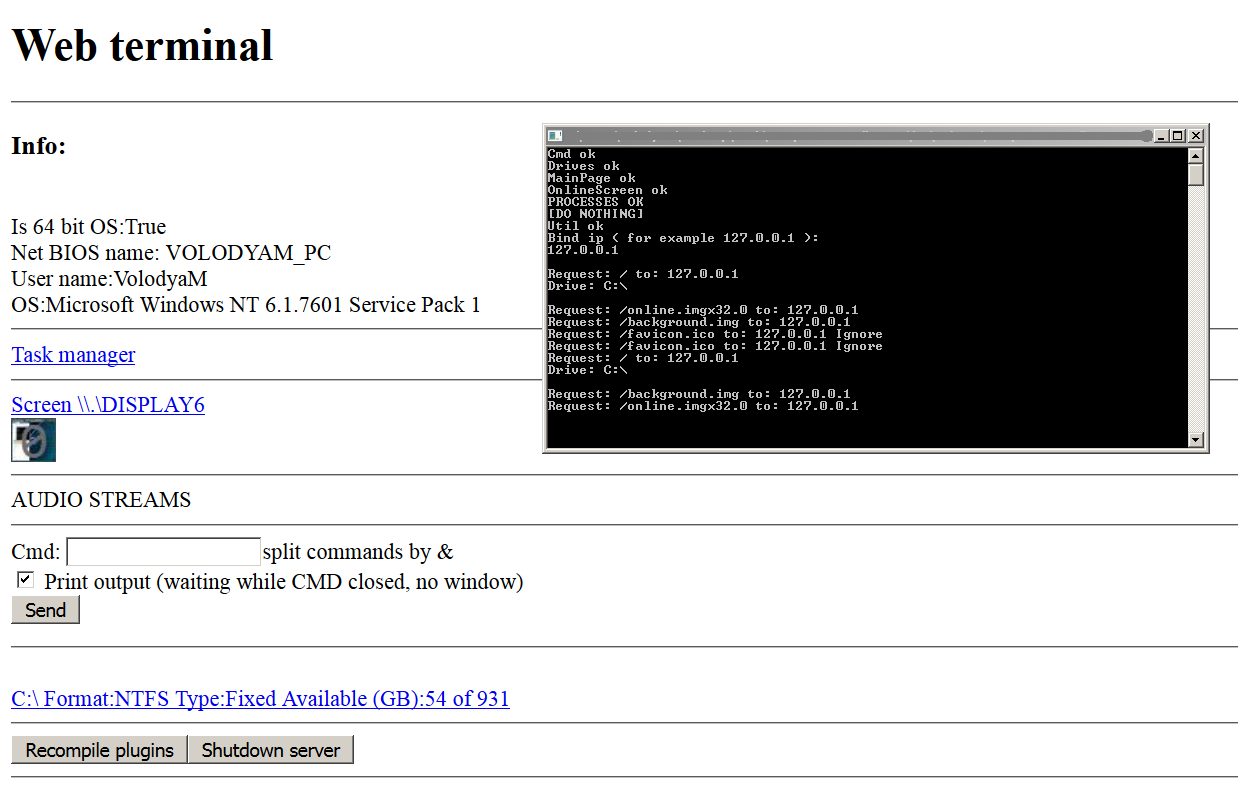 Web terminal
Info:
Is 64 bit OS:True
Net BIOS name: VOLODYAM_PC
User name:VolodyaM
OS:Microsoft Windows NT 6.1.7601 Service Pack 1
Task manager
Screen \\.\DISPLAY6
AUDIO STREAMS
Cmd: split commands by &
Print output (waiting while CMD closed, no window)
Send
C:\ Format:NTFS Type:Fixed Available (GB):54 of 931
Recompile plugins Shutdown server
Cmd ok
Drives ok
MainPage ok
OnlineScreen ok
PROCESSES OK
[DO NOTHING]
Util ok
Bind ip ( for example 127.0.0.1 ):
127.0.0.1
Request: / to: 127.0.0.1
Drive: C:\
Request: /online.imgx32.0 to: 127.0.0.1
Request: /background.img to: 127.0.0.1
Request: /favicon.ico to: 127.0.0.1 Ignore
Request: /favicon.ico to: 127.0.0.1 Ignore
Request: / to: 127.0.0.1
Drive: C:\
Request: /background.img to: 127.0.0.1
Request: /online.imgx32.0 to: 127.0.0.1